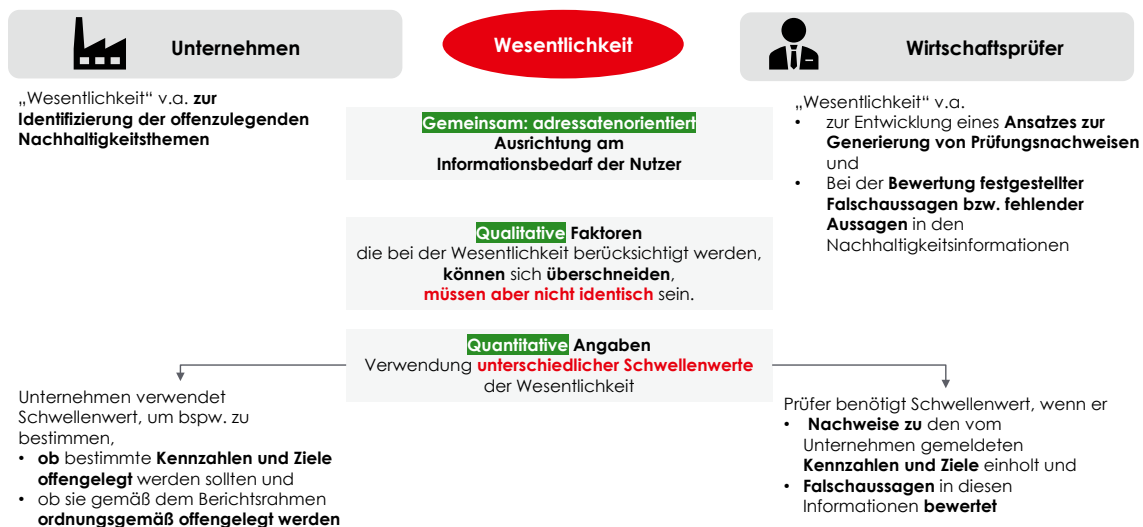 Unternehmen
Wesentlichkeit
Wirtschaftsprüfer
„Wesentlichkeit“ v.a. zur
Identifizierung der offenzulegenden
Nachhaltigkeitsthemen
Gemeinsam: adressatenorientiert
Ausrichtung am
Informationsbedarf der Nutzer
„Wesentlichkeit“ v.a.
• zur Entwicklung eines Ansatzes zur
Generierung von Prüfungsnachweisen
und
• Bei der Bewertung festgestellter
Falschaussagen bzw. fehlender
Aussagen in den
Nachhaltigkeitsinformationen
Qualitative Faktoren
die bei der Wesentlichkeit berücksichtigt werden,
können sich überschneiden,
müssen aber nicht identisch sein.
Quantitative Angaben
Verwendung unterschiedlicher Schwellenwerte
der Wesentlichkeit
Unternehmen verwendet
Schwellenwert, um bspw. zu
bestimmen,
• ob bestimmte Kennzahlen und Ziele
offengelegt werden sollten und
• ob sie gemäß dem Berichtsrahmen
ordnungsgemäß offengelegt werden
Prüfer benötigt Schwellenwert, wenn er
• Nachweise zu den vom
Unternehmen gemeldeten
Kennzahlen und Ziele einholt und
• Falschaussagen in diesen
Informationen bewertet